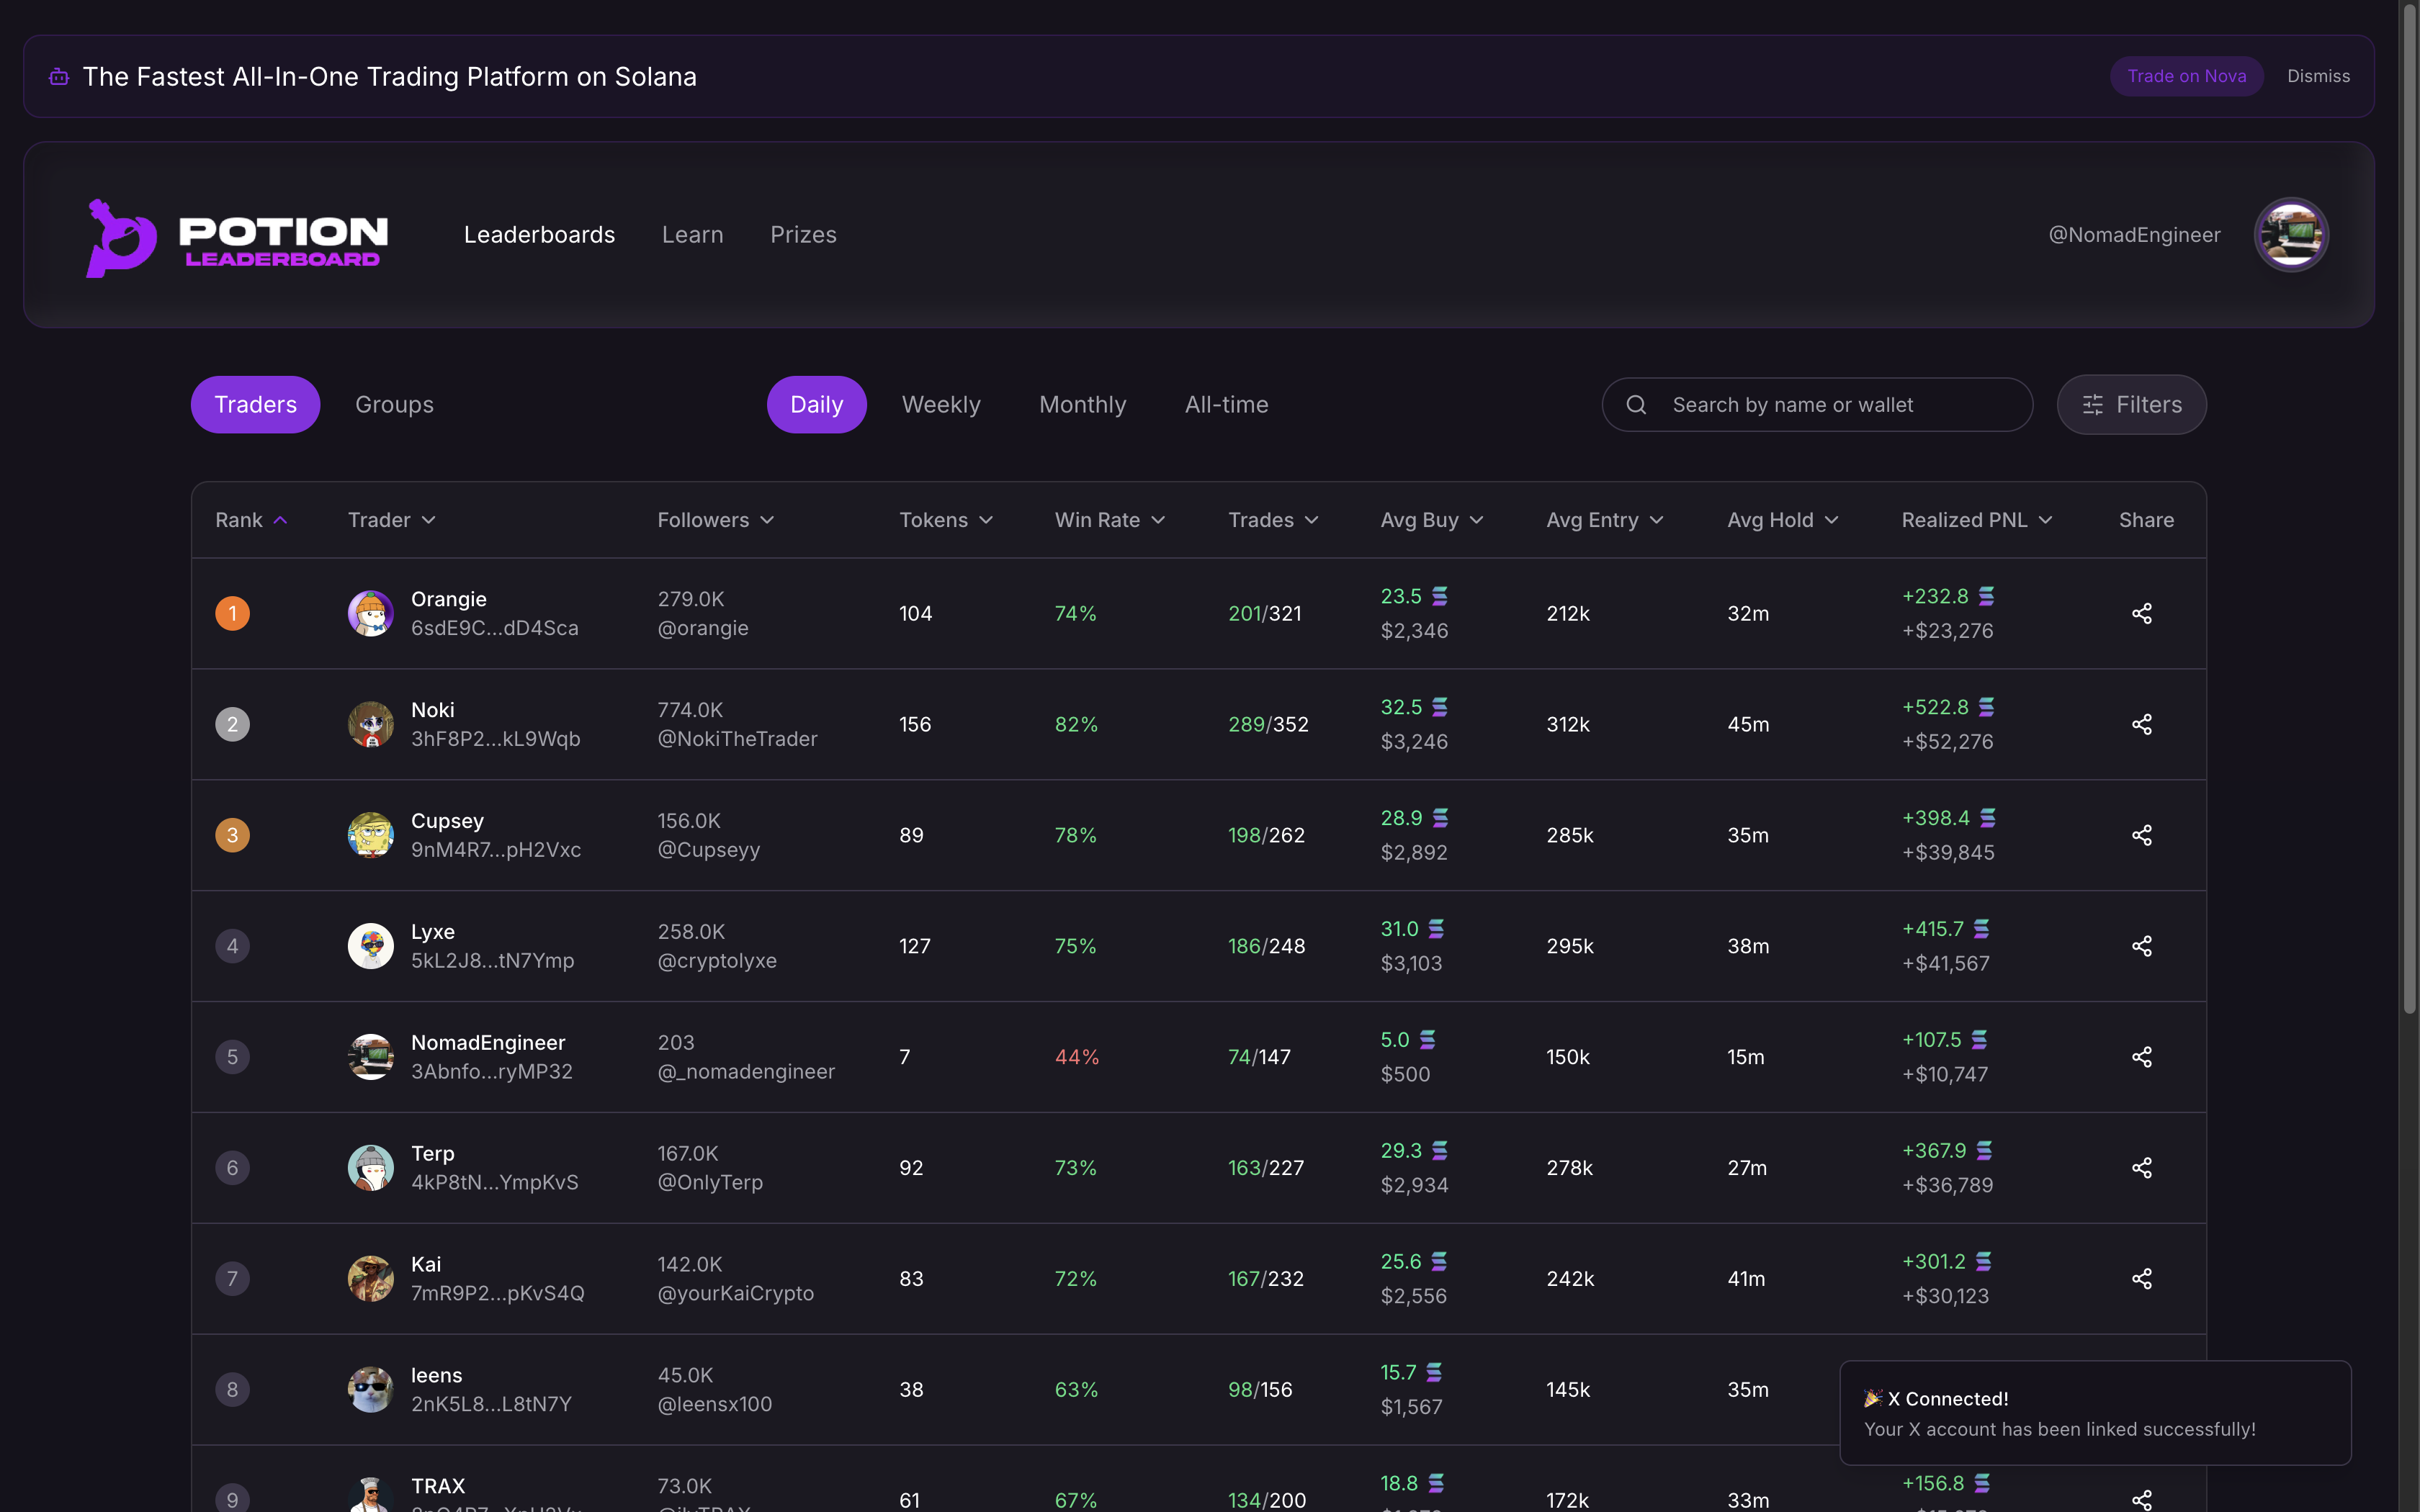 The Fastest All-In-One Trading Platform on Solana Trade on Nova Dismiss
POTION LEADERBOARD Leaderboards Learn Prizes @NomadEngineer
Traders Groups Daily Weekly Monthly All-time Search by name or wallet Filters
Rank Trader Followers Tokens Win Rate Trades Avg Buy Avg Entry Avg Hold Realized PNL Share
1 Orangie 279.0K 104 74% 201/321 23.5 212k 32m +232.8
6sdE9C...dD4Sca @orangie $2,346 +$23,276
2 Noki 774.0K 156 82% 289/352 32.5 312k 45m +522.8
3hF8P2...kL9Wqb @NokiTheTrader $3,246 +$52,276
3 Cupsey 156.0K 89 78% 198/262 28.9 285k 35m +398.4
9nM4R7...pH2Vxc @Cupseyy $2,892 +$39,845
4 Lyxe 258.0K 127 75% 186/248 31.0 295k 38m +415.7
5kL2J8...tN7Ymp @cryptolyxe $3,103 +$41,567
5 NomadEngineer 203 7 44% 74/147 5.0 150k 15m +107.5
3Abnfo...ryMP32 @_nomadengineer $500 +$10,747
6 Terp 167.0K 92 73% 163/227 29.3 278k 27m +367.9
4kP8tN...YmpKvS @OnlyTerp $2,934 +$36,789
7 Kai 142.0K 83 72% 167/232 25.6 242k 41m +301.2
7mR9P2...pKvS4Q @yourKaiCrypto $2,556 +$30,123
8 leens 45.0K 38 63% 98/156 15.7 145k 35m
2nK5L8...L8tN7Y @leensx100 $1,567
🎉 X Connected!
Your X account has been linked successfully!
9 TRAX 73.0K 61 67% 134/200 18.8 172k 33m +156.8